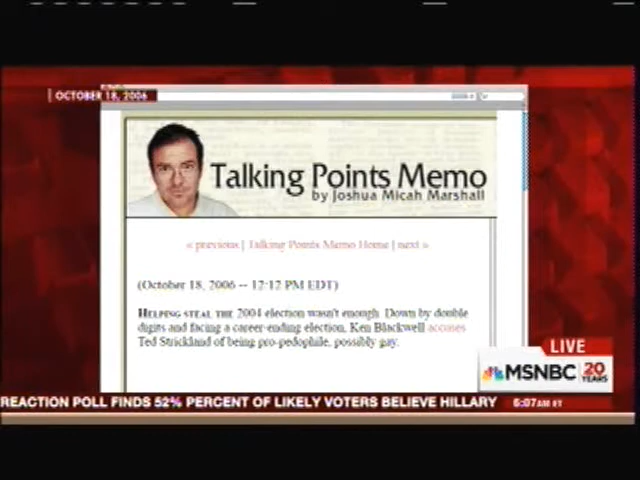 OCTOBER 18, 2006
Talking Points Memo
by Joshua Micah Marshall
« previous | Talking Points Memo Home | next »
(October 18, 2006 -- 12:12 PM EDT)
HELPING STEAL THE 2004 election wasn't enough. Down by double
digits and facing a career-ending election, Ken Blackwell accuses
Ted Strickland of being pro-pedophile, possibly gay.
LIVE
MSNBC 20
YEARS
REACTION POLL FINDS 52% PERCENT OF LIKELY VOTERS BELIEVE HILLARY 6:07AM ET